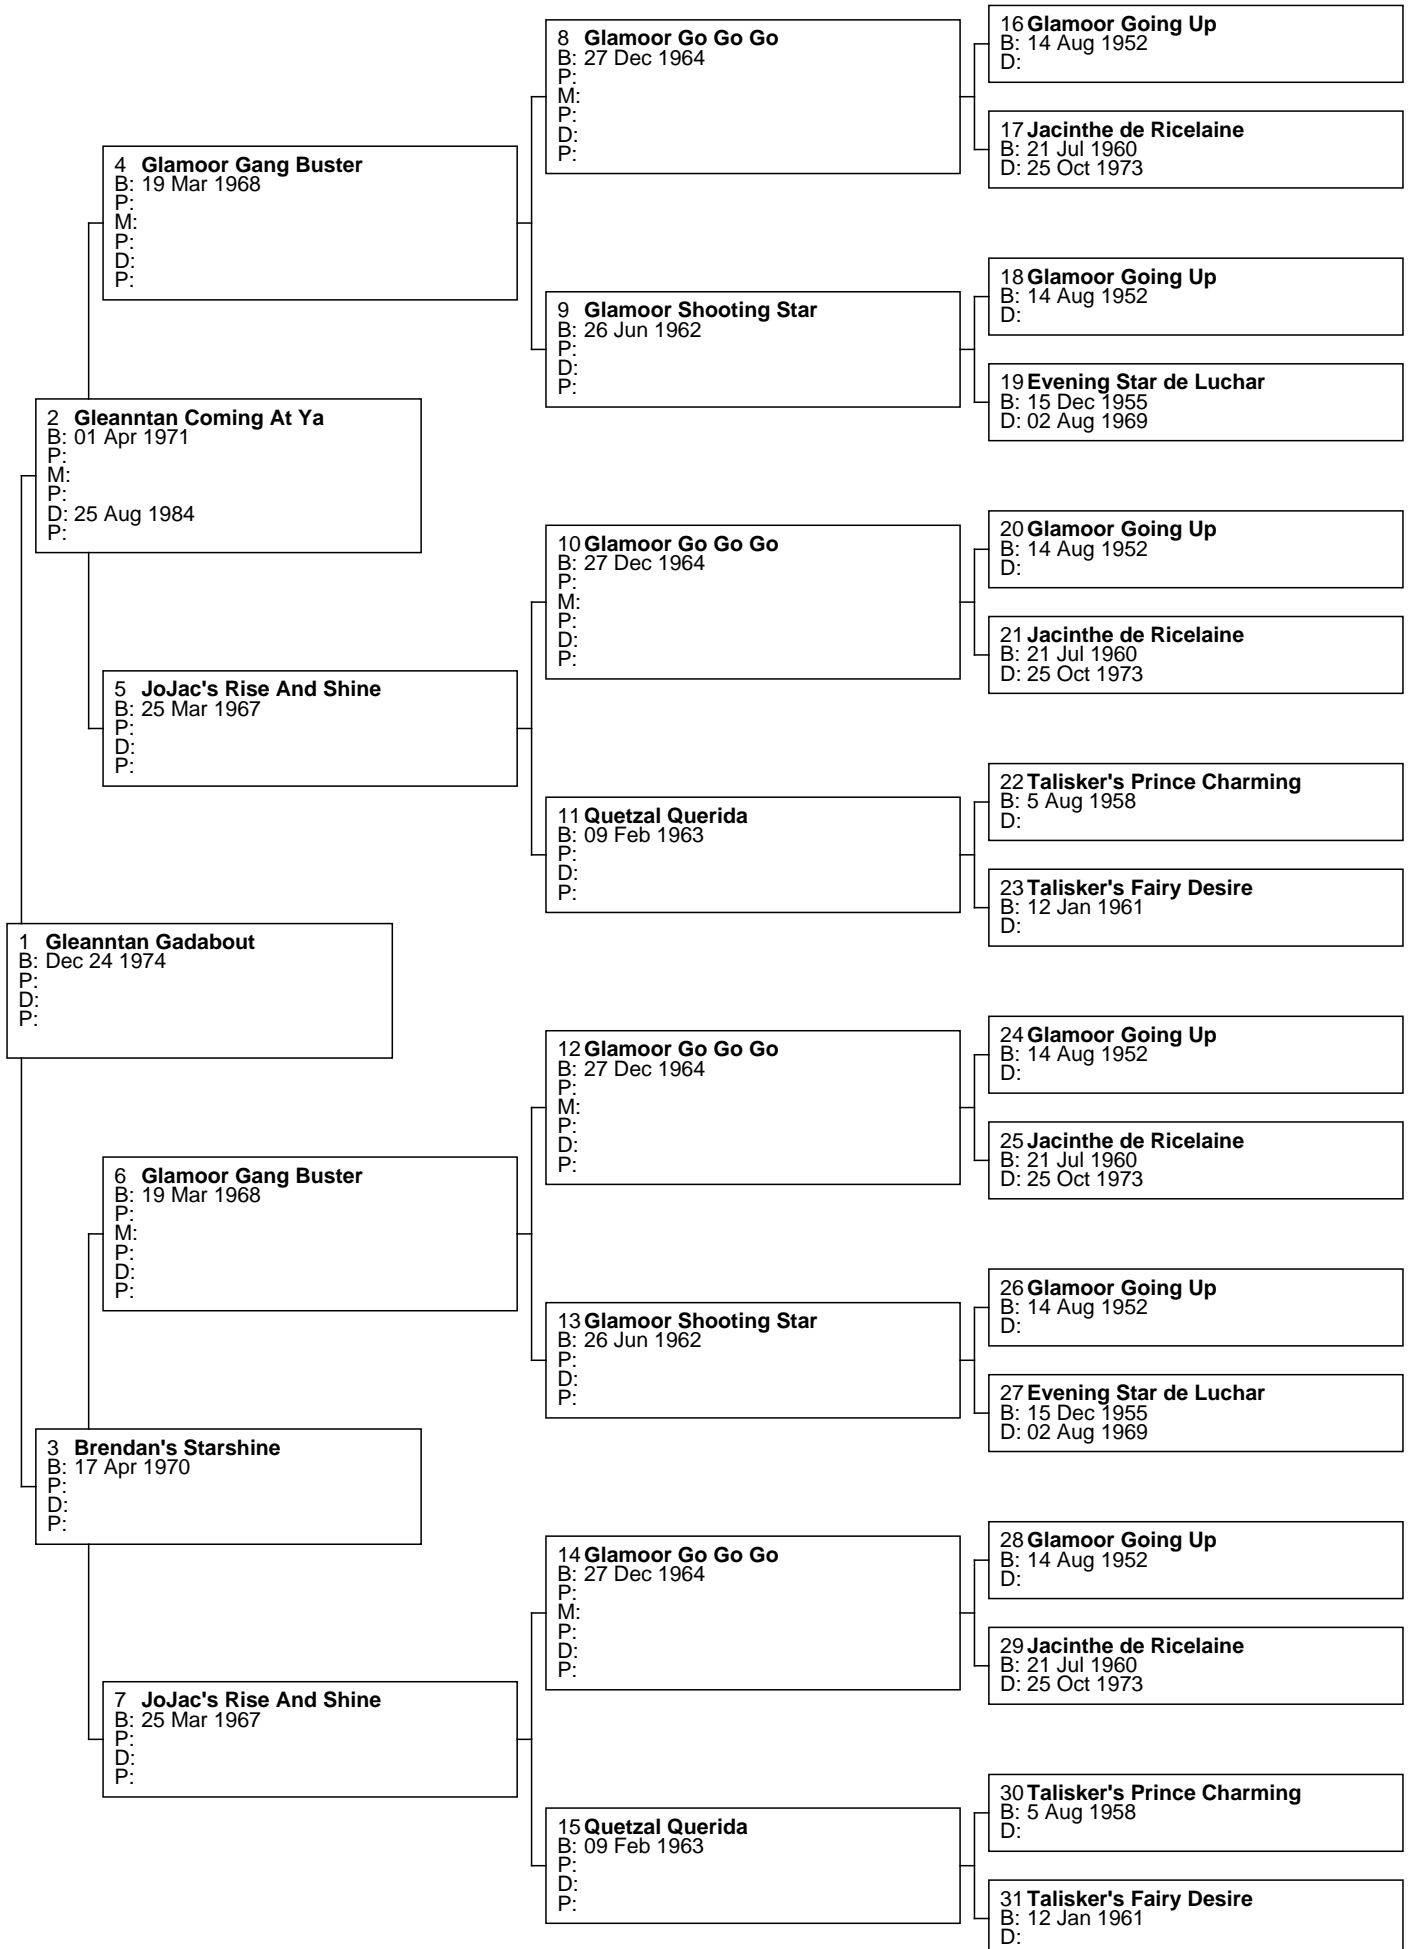 16 Glamoor Going Up
B: 14 Aug 1952
D:
8 Glamoor Go Go Go
B: 27 Dec 1964
P:
M:
P:
D:
P:
17 Jacinthe de Ricelaine
B: 21 Jul 1960
D: 25 Oct 1973
4 Glamoor Gang Buster
B: 19 Mar 1968
P:
M:
P:
D:
P:
18 Glamoor Going Up
B: 14 Aug 1952
D:
9 Glamoor Shooting Star
B: 26 Jun 1962
P:
D:
P:
19 Evening Star de Luchar
B: 15 Dec 1955
D: 02 Aug 1969
2 Gleanntan Coming At Ya
B: 01 Apr 1971
P:
M:
P:
D: 25 Aug 1984
P:
20 Glamoor Going Up
B: 14 Aug 1952
D:
10 Glamoor Go Go Go
B: 27 Dec 1964
P:
M:
P:
D:
P:
21 Jacinthe de Ricelaine
B: 21 Jul 1960
D: 25 Oct 1973
5 JoJac's Rise And Shine
B: 25 Mar 1967
P:
D:
P:
22 Talisker's Prince Charming
B: 5 Aug 1958
D:
11 Quetzal Querida
B: 09 Feb 1963
P:
D:
P:
23 Talisker's Fairy Desire
B: 12 Jan 1961
D:
1 Gleanntan Gadabout
B: Dec 24 1974
P:
D:
P:
24 Glamoor Going Up
B: 14 Aug 1952
D:
12 Glamoor Go Go Go
B: 27 Dec 1964
P:
M:
P:
D:
P:
25 Jacinthe de Ricelaine
B: 21 Jul 1960
D: 25 Oct 1973
6 Glamoor Gang Buster
B: 19 Mar 1968
P:
M:
P:
D:
P:
26 Glamoor Going Up
B: 14 Aug 1952
D:
13 Glamoor Shooting Star
B: 26 Jun 1962
P:
D:
P:
27 Evening Star de Luchar
B: 15 Dec 1955
D: 02 Aug 1969
3 Brendan's Starshine
B: 17 Apr 1970
P:
D:
P:
28 Glamoor Going Up
B: 14 Aug 1952
D:
14 Glamoor Go Go Go
B: 27 Dec 1964
P:
M:
P:
D:
P:
29 Jacinthe de Ricelaine
B: 21 Jul 1960
D: 25 Oct 1973
7 JoJac's Rise And Shine
B: 25 Mar 1967
P:
D:
P:
30 Talisker's Prince Charming
B: 5 Aug 1958
D:
15 Quetzal Querida
B: 09 Feb 1963
P:
D:
P:
31 Talisker's Fairy Desire
B: 12 Jan 1961
D: